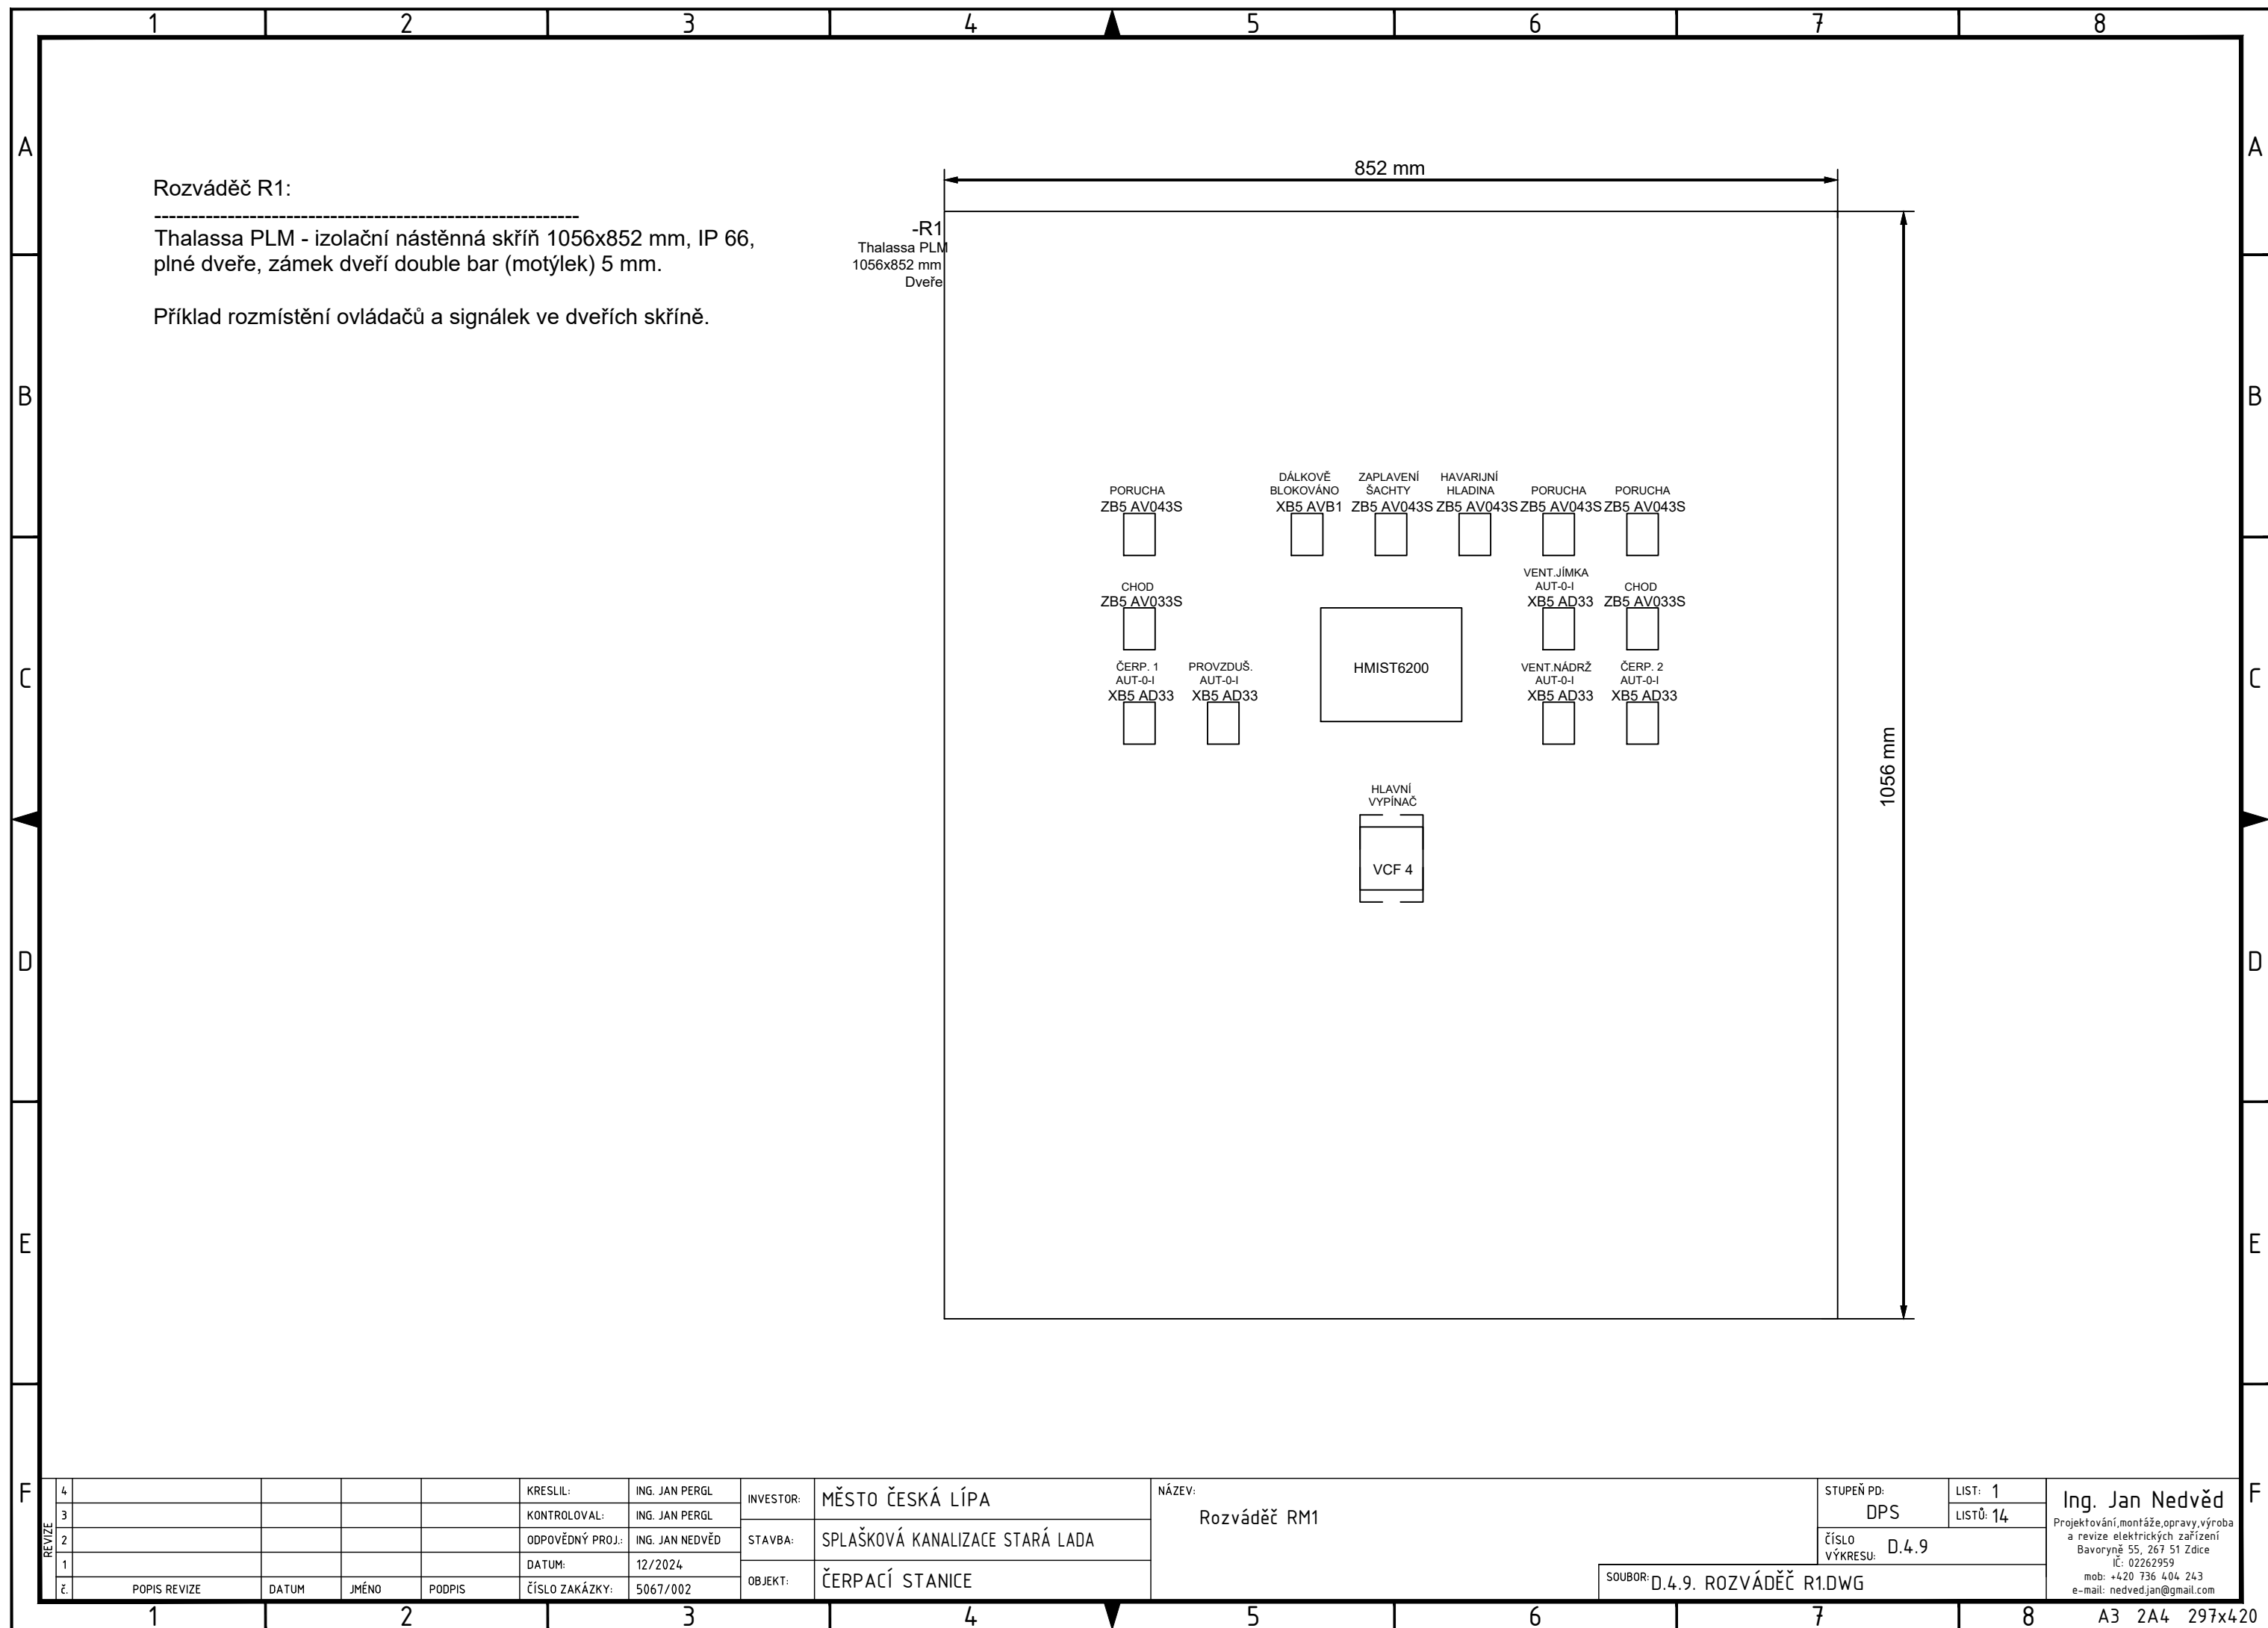 1 2 3 4 5 6 7 8
A A
Rozváděč R1:
----------------------------------------------------------
Thalassa PLM - izolační nástěnná skříň 1056x852 mm, IP 66,
plné dveře, zámek dveří double bar (motýlek) 5 mm.
Příklad rozmístění ovládačů a signálek ve dveřích skříně.
852 mm
-R1
Thalassa PLM
1056x852 mm
Dveře
B B
PORUCHA
ZB5 AV043S
DÁLKOVĚ
BLOKOVÁNO
XB5 AVB1
ZAPLAVENÍ
ŠACHTY
ZB5 AV043S
HAVARIJNÍ
HLADINA
ZB5 AV043S
PORUCHA
ZB5 AV043S
PORUCHA
ZB5 AV043S
CHOD
ZB5 AV033S
VENT.JÍMKA
AUT-0-I
XB5 AD33
CHOD
ZB5 AV033S
C C
ČERP. 1
AUT-0-I
XB5 AD33
PROVZDUŠ.
AUT-0-I
XB5 AD33
HMIST6200
VENT.NÁDRŽ
AUT-0-I
XB5 AD33
ČERP. 2
AUT-0-I
XB5 AD33
1056 mm
HLAVNÍ
VYPÍNAČ
VCF 4
D D
E E
F F
REVIZE
4
3
2
1
č. POPIS REVIZE DATUM JMÉNO PODPIS
KRESLIL: ING. JAN PERGL
KONTROLOVAL: ING. JAN PERGL
ODPOVĚDNÝ PROJ.: ING. JAN NEDVĚD
DATUM: 12/2024
ČÍSLO ZAKÁZKY: 5067/002
INVESTOR: MĚSTO ČESKÁ LÍPA
STAVBA: SPLAŠKOVÁ KANALIZACE STARÁ LADA
OBJEKT: ČERPACÍ STANICE
NÁZEV:
Rozváděč RM1
SOUBOR: D.4.9. ROZVÁDĚČ R1.DWG
STUPEŇ PD:
DPS
LIST: 1
LISTŮ: 14
ČÍSLO
VÝKRESU: D.4.9
Ing. Jan Nedvěd
Projektování,montáže,opravy,výroba
a revize elektrických zařízení
Bavoryně 55, 267 51 Zdice
IČ: 02262959
mob: +420 736 404 243
e-mail: nedved.jan@gmail.com
1 2 3 4 5 6 7 8
A3 2A4 297x420